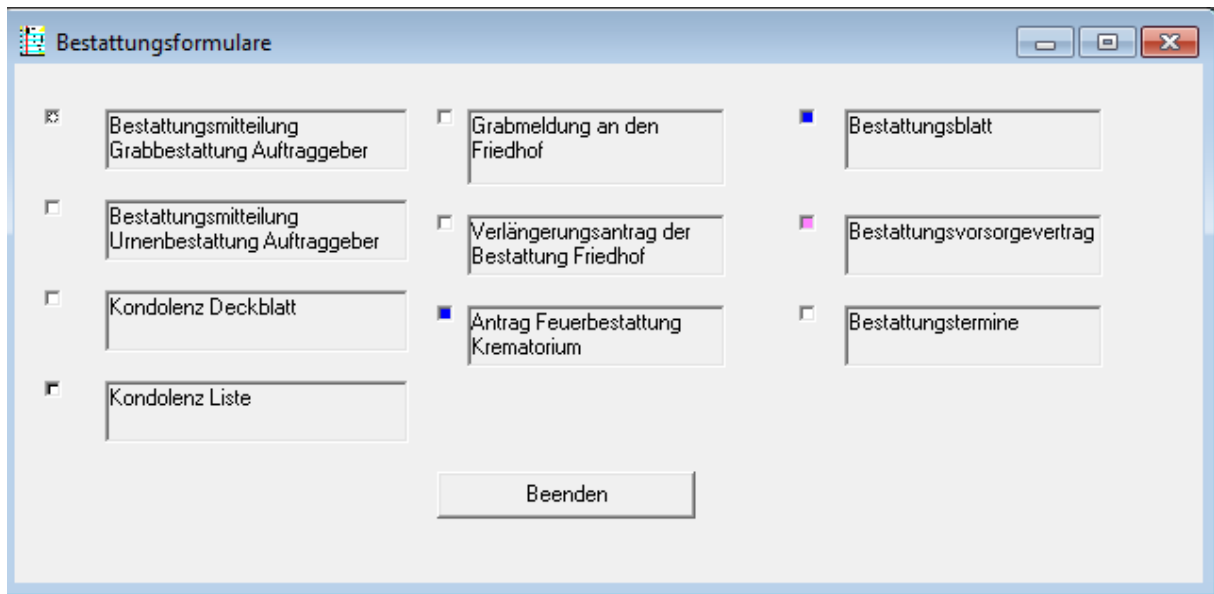 Bestattungsformulare
Bestattungsmitteilung
Grabbestattung Auftraggeber
Bestattungsmitteilung
Urnenbestattung Auftraggeber
Kondolenz Deckblatt
Kondolenz Liste
Grabmeldung an den
Friedhof
Verlängerungsantrag der
Bestattung Friedhof
Antrag Feuerbestattung
Krematorium
Bestattungsblatt
Bestattungsvorsorgevertrag
Bestattungstermine
Beenden